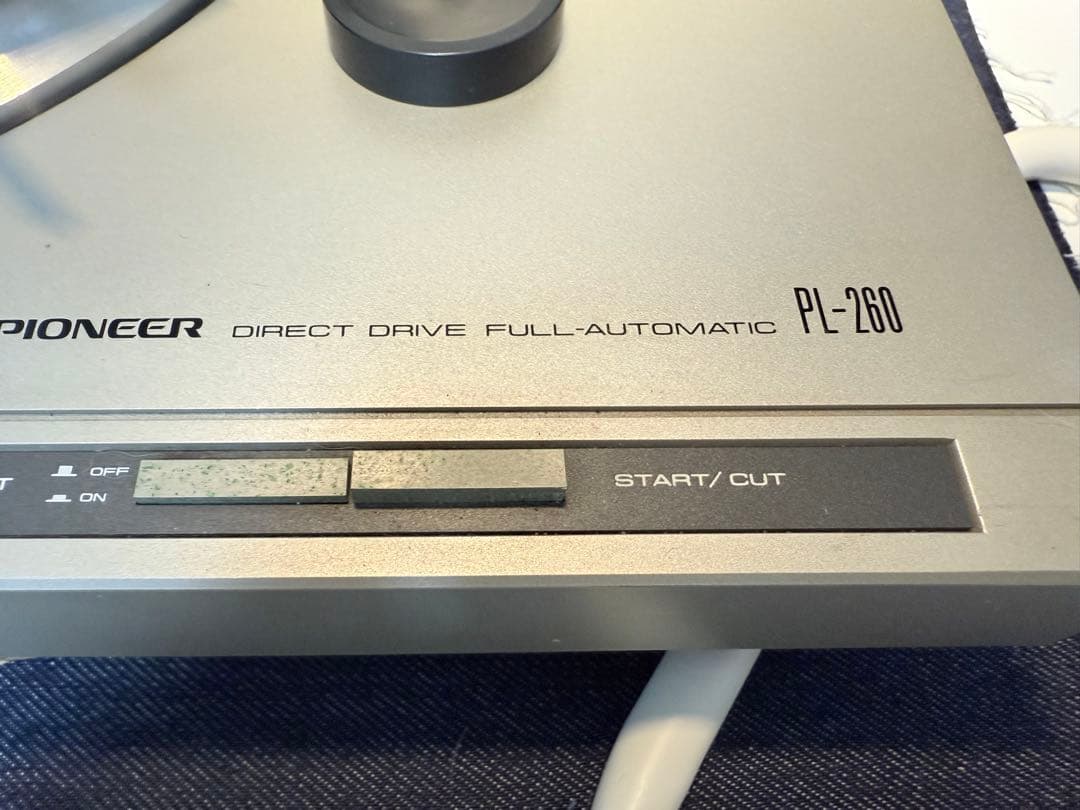 PIONEER DIRECT DRIVE FULL-AUTOMATIC PL-260
OFF
ON
START/CUT